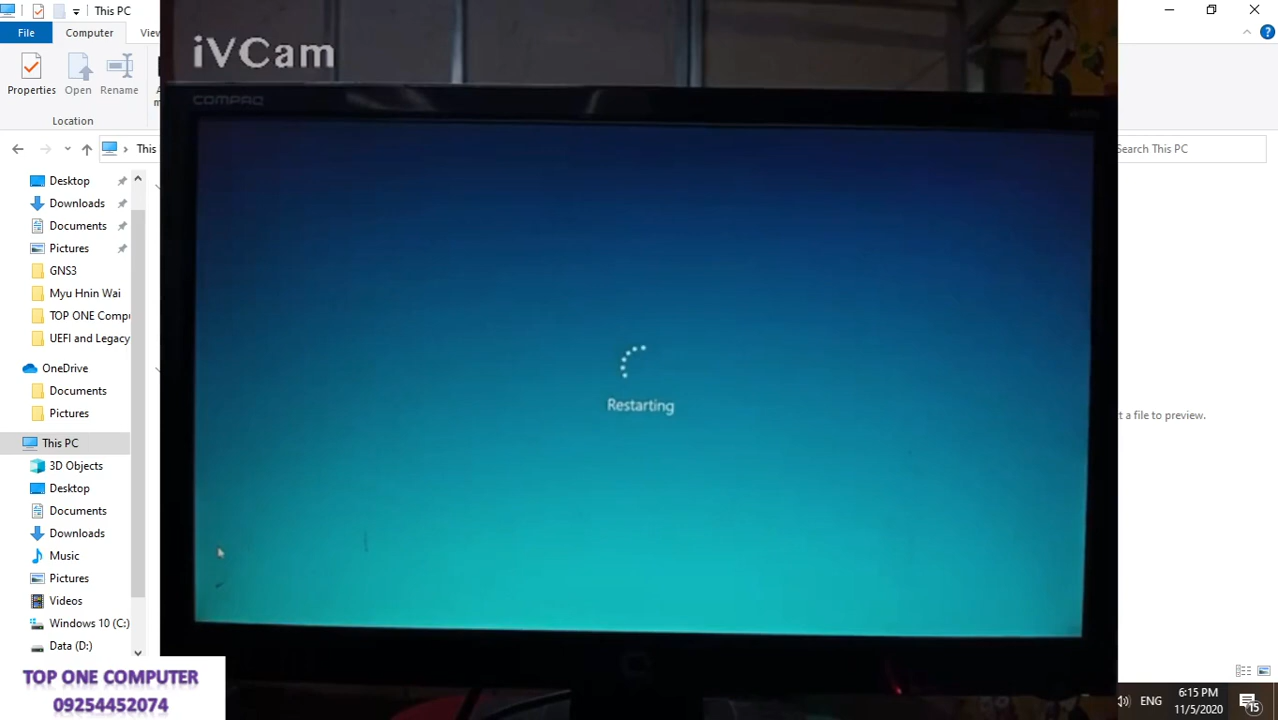 This PC
File
Computer
iVCam
COMPAQ
Properties
Open
Rename
Location
This
Search This PC
Desktop
Downloads
Documents
Pictures
GNS3
Myu Hnin Wai
TOP ONE Compu
UEFI and Legacy
OneDrive
Documents
Pictures
This PC
3D Objects
Desktop
Documents
Downloads
Music
Pictures
Videos
Windows 10 (C:)
Data (D:)
Restarting
t a file to preview.
TOP ONE COMPUTER
09254452074
ENG
6:15 PM
11/5/2020
15